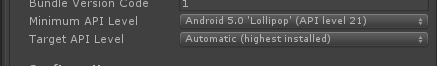 Bundle Version Code 1
Minimum API Level Android 5.0 'Lollipop' (API level 21)
Target API Level Automatic (highest installed)